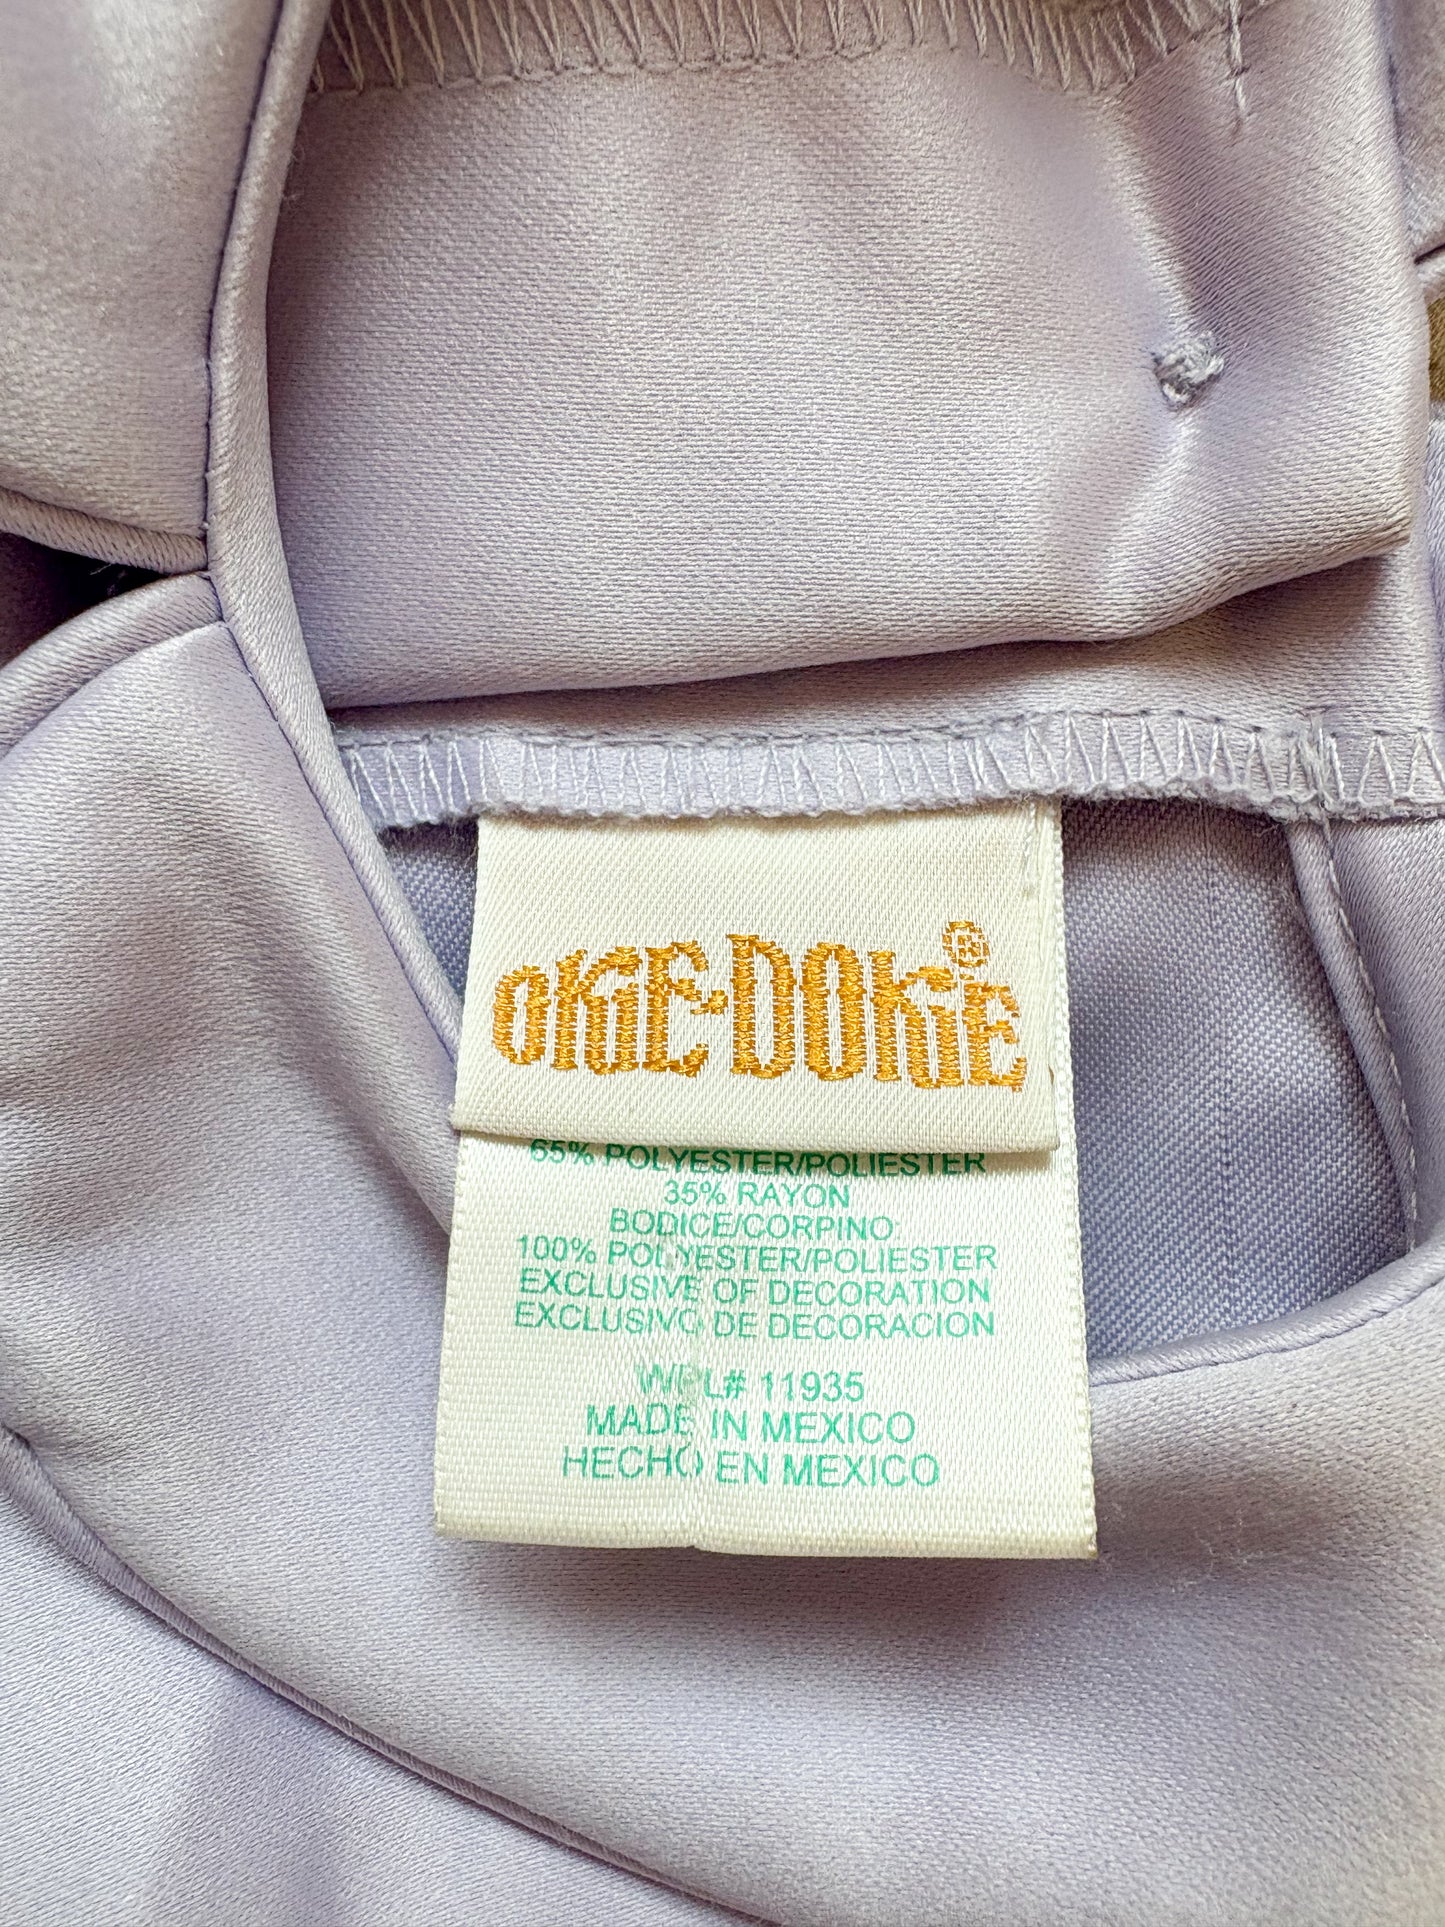 OKIE-DOKIE®
65% POLYESTER/POLIESTER
35% RAYON
BODICE/CORPINO:
100% POLYESTER/POLIESTER
EXCLUSIVE OF DECORATION
EXCLUSIVO DE DECORACION
WPL# 11935
MADE IN MEXICO
HECHO EN MEXICO